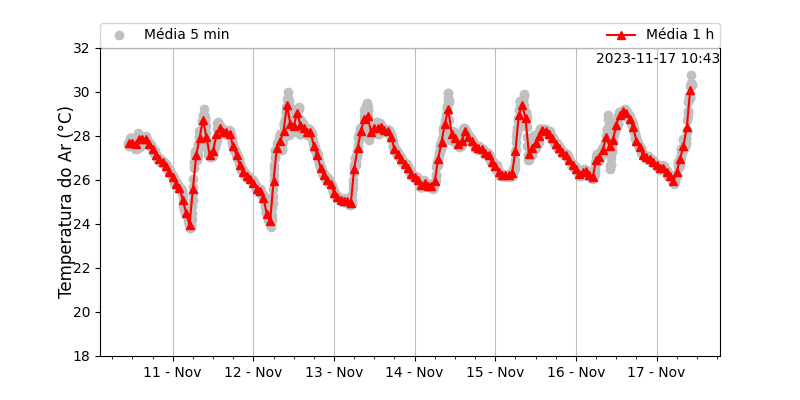 Média 5 min
Média 1 h
2023-11-17 10:43
Temperatura do Ar (°C)
32
30
28
26
24
22
20
18
11 - Nov
12 - Nov
13 - Nov
14 - Nov
15 - Nov
16 - Nov
17 - Nov